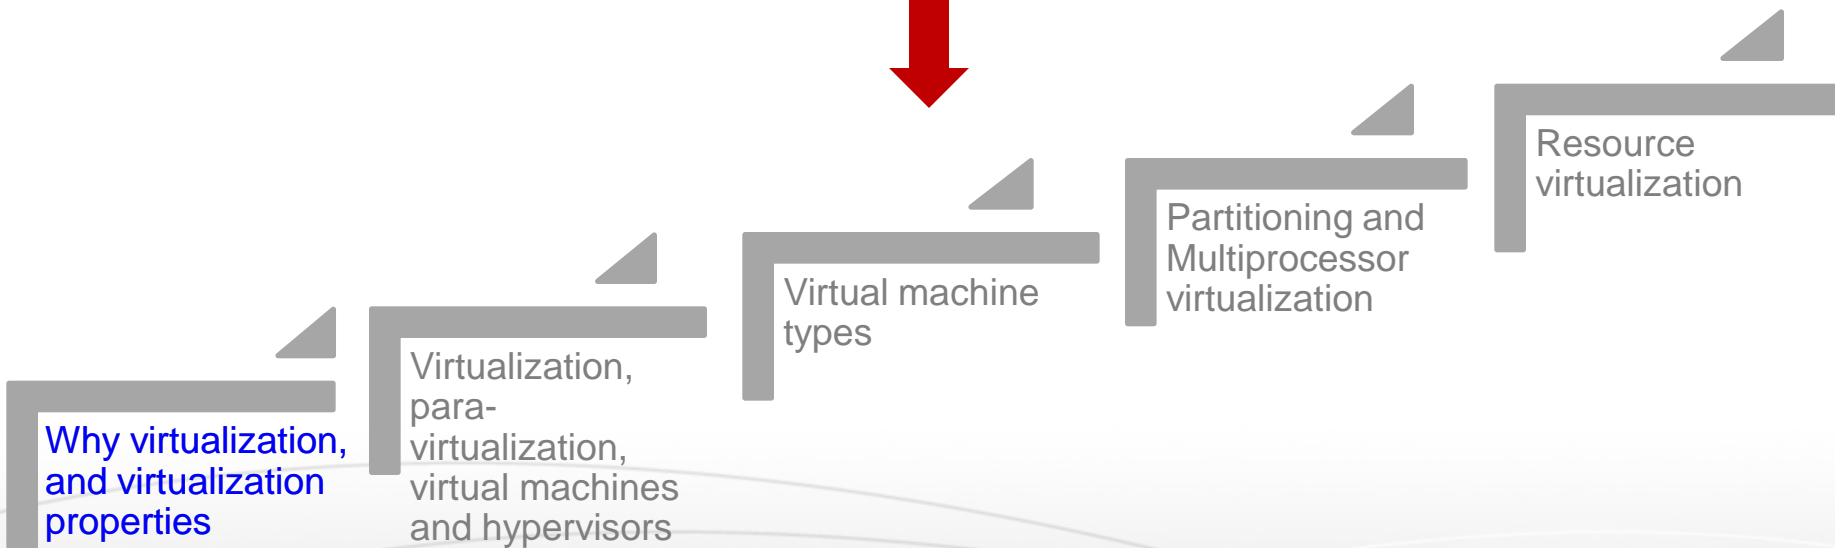 Why virtualization,
and virtualization
properties
Virtualization,
para-
virtualization,
virtual machines
and hypervisors
Virtual machine
types
Partitioning and
Multiprocessor
virtualization
Resource
virtualization